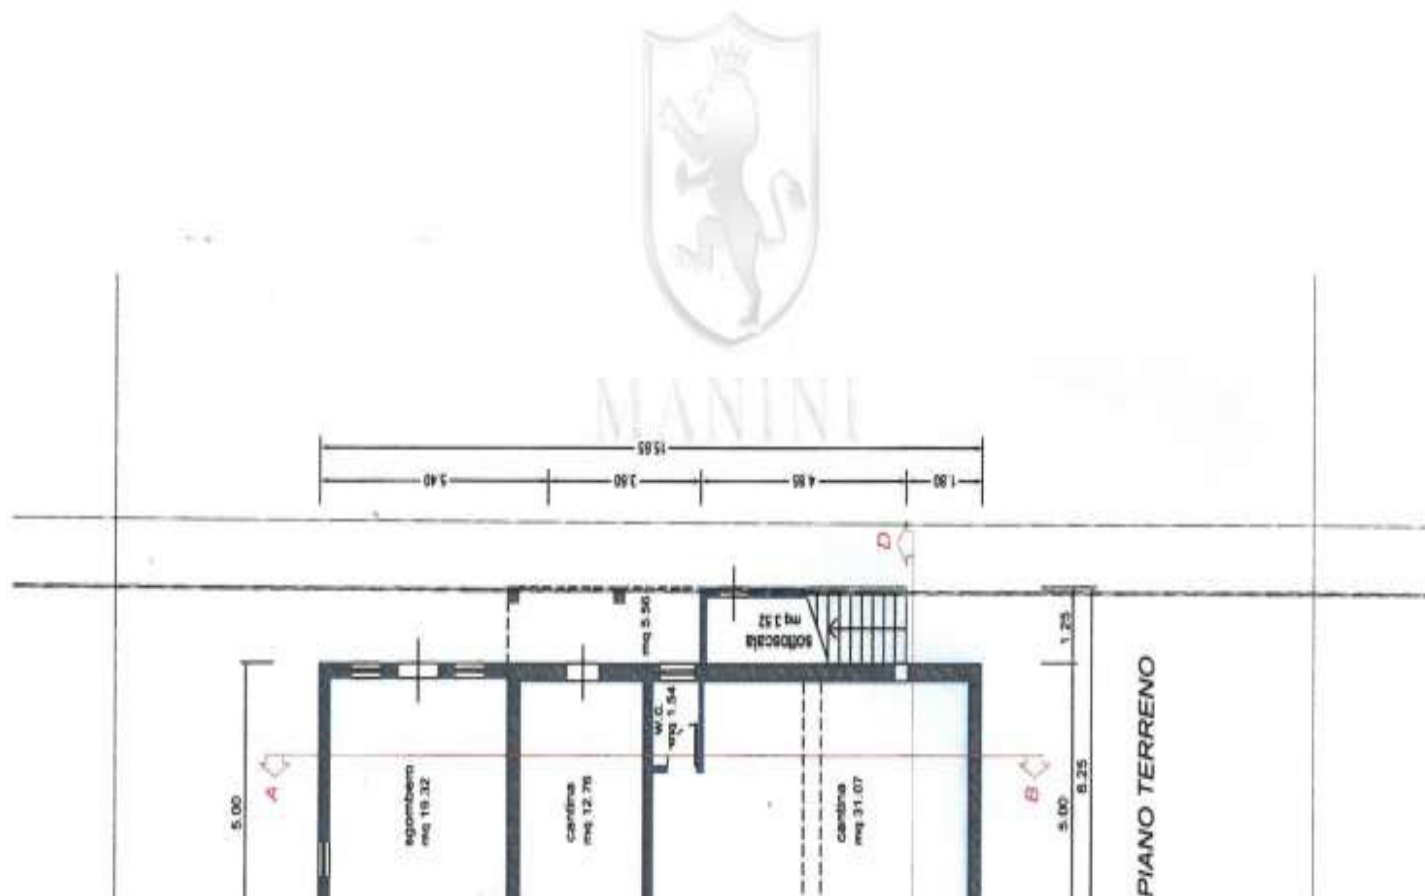 MANINI
15.65
5.40
3.60
4.85
1.80
D
mq 5.56
sottoscala
mq 3.52
1.25
w.c.
mq 1.54
A
B
5.00
sgombero
mq 19.32
cantina
mq 12.76
cantina
mq 31.07
5.00
6.25
PIANO TERRENO